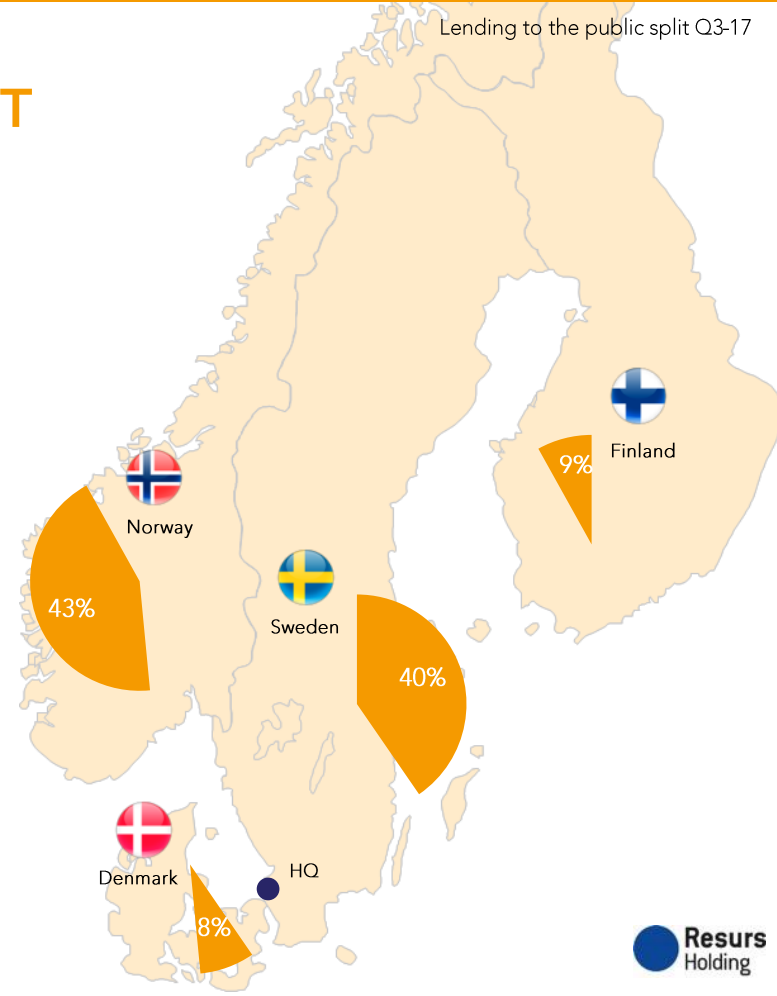 Lending to the public split Q3-17
T
Finland
9%
Norway
43%
Sweden
40%
HQ
Denmark
8%
Resurs
Holding